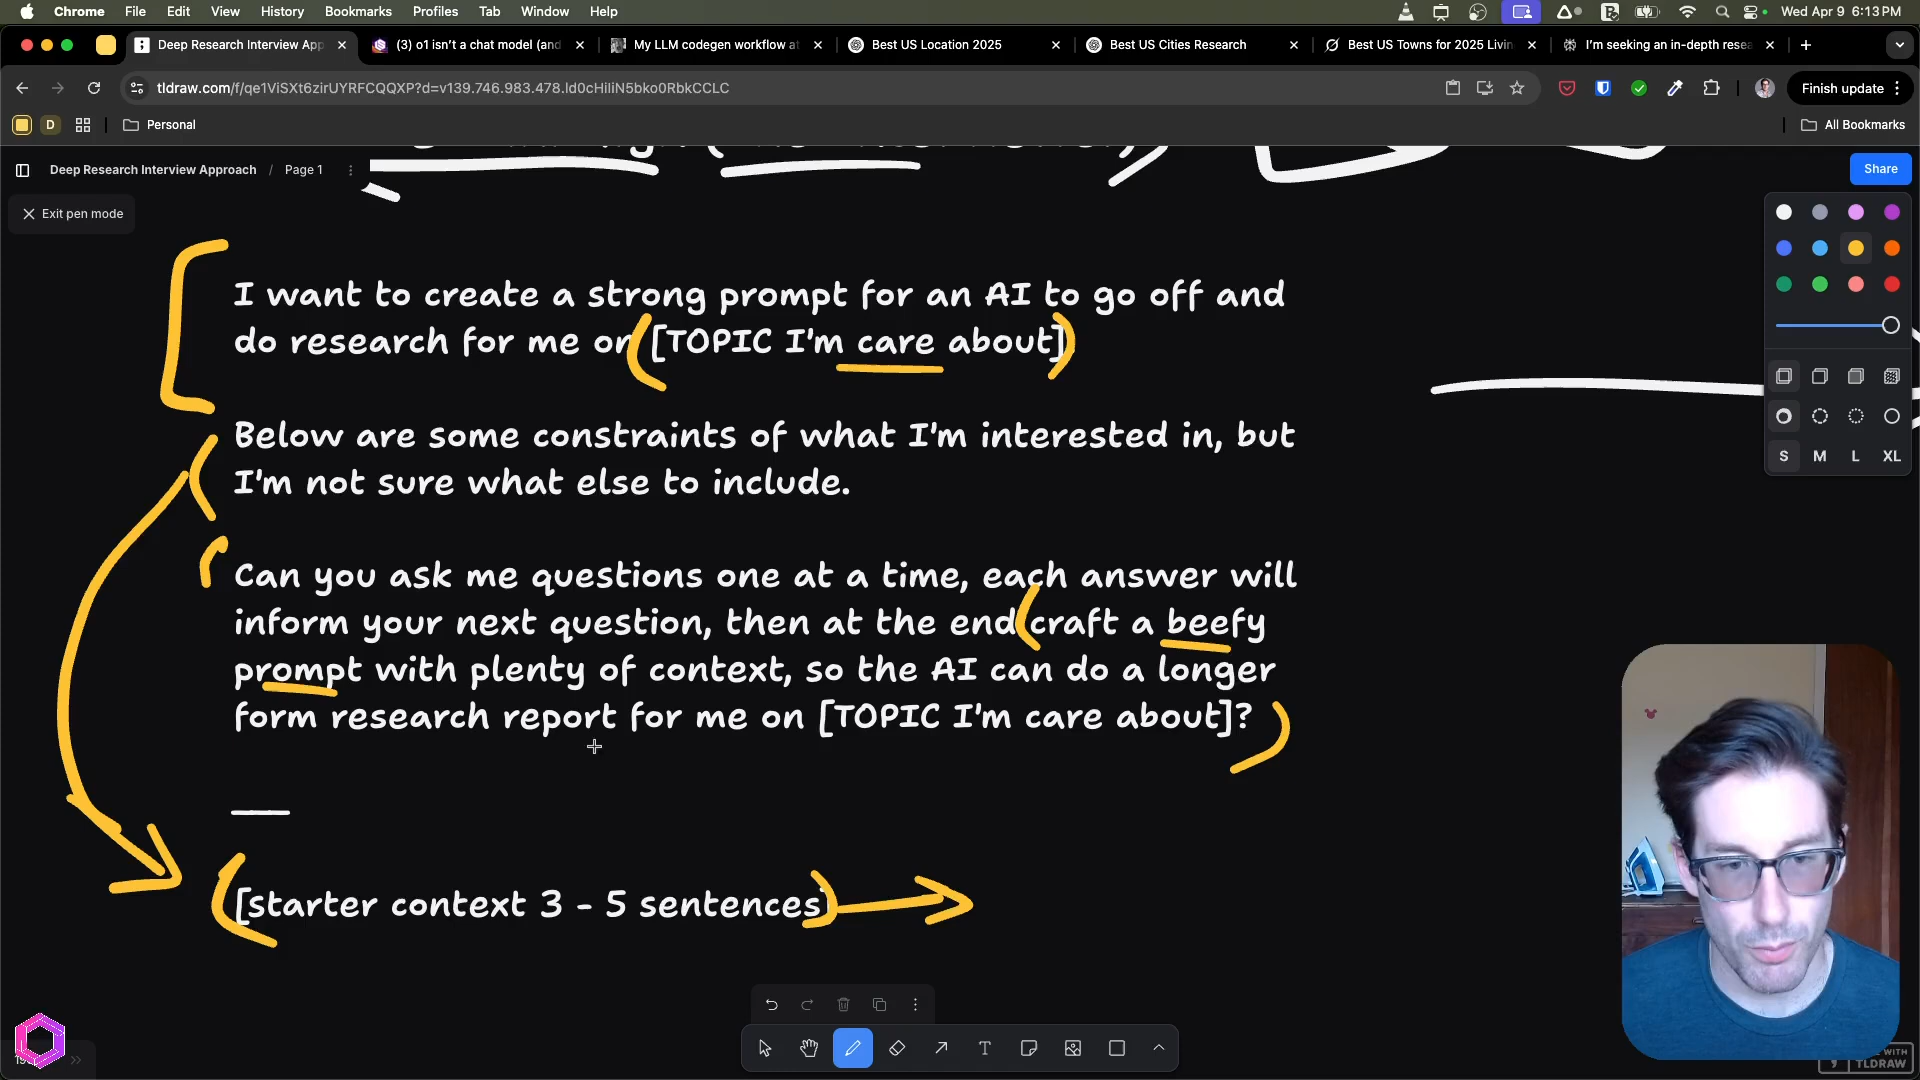 Chrome File Edit View History Bookmarks Profiles Tab Window Help Wed Apr 9 6:13 PM
Deep Research Interview App (3) o1 isn't a chat model (and My LLM codegen workflow at Best US Location 2025 Best US Cities Research Best US Towns for 2025 Livin I'm seeking an in-depth resea
tldraw.com/f/qe1ViSXt6zirUYRFCQQXP?d=v139.746.983.478.ld0cHiIiN5bko0RbkCCLC Finish update
D Personal All Bookmarks
Deep Research Interview Approach / Page 1 Share
Exit pen mode
I want to create a strong prompt for an AI to go off and
do research for me on [TOPIC I'm care about]
Below are some constraints of what I'm interested in, but
I'm not sure what else to include.
S M L XL
Can you ask me questions one at a time, each answer will
inform your next question, then at the end craft a beefy
prompt with plenty of context, so the AI can do a longer
form research report for me on [TOPIC I'm care about]?
[starter context 3 - 5 sentences]
WITH
TLDRAW